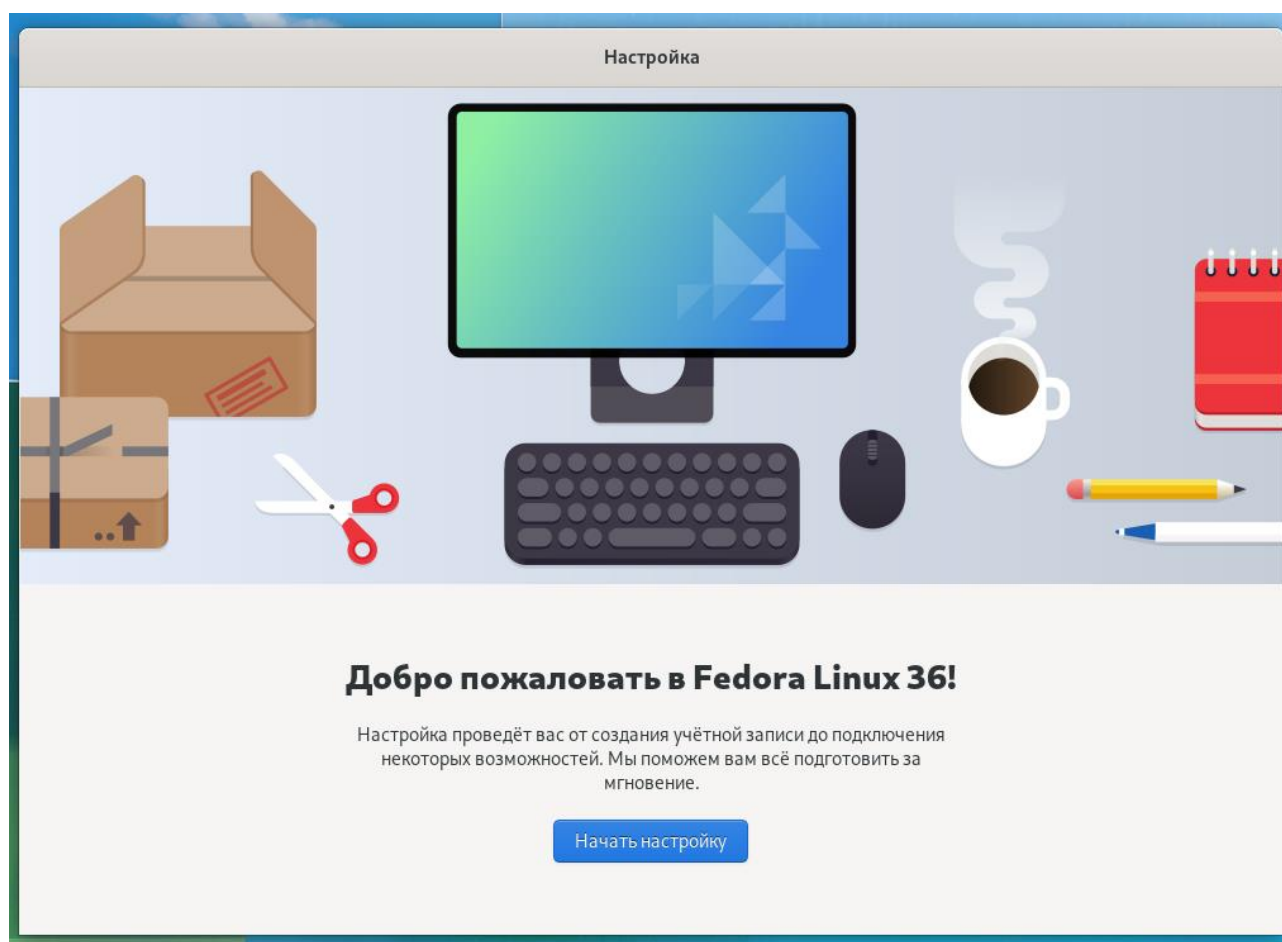 Настройка
Добро пожаловать в Fedora Linux 36!
Настройка проведёт вас от создания учётной записи до подключения
некоторых возможностей. Мы поможем вам всё подготовить за
мгновение.
Начать настройку